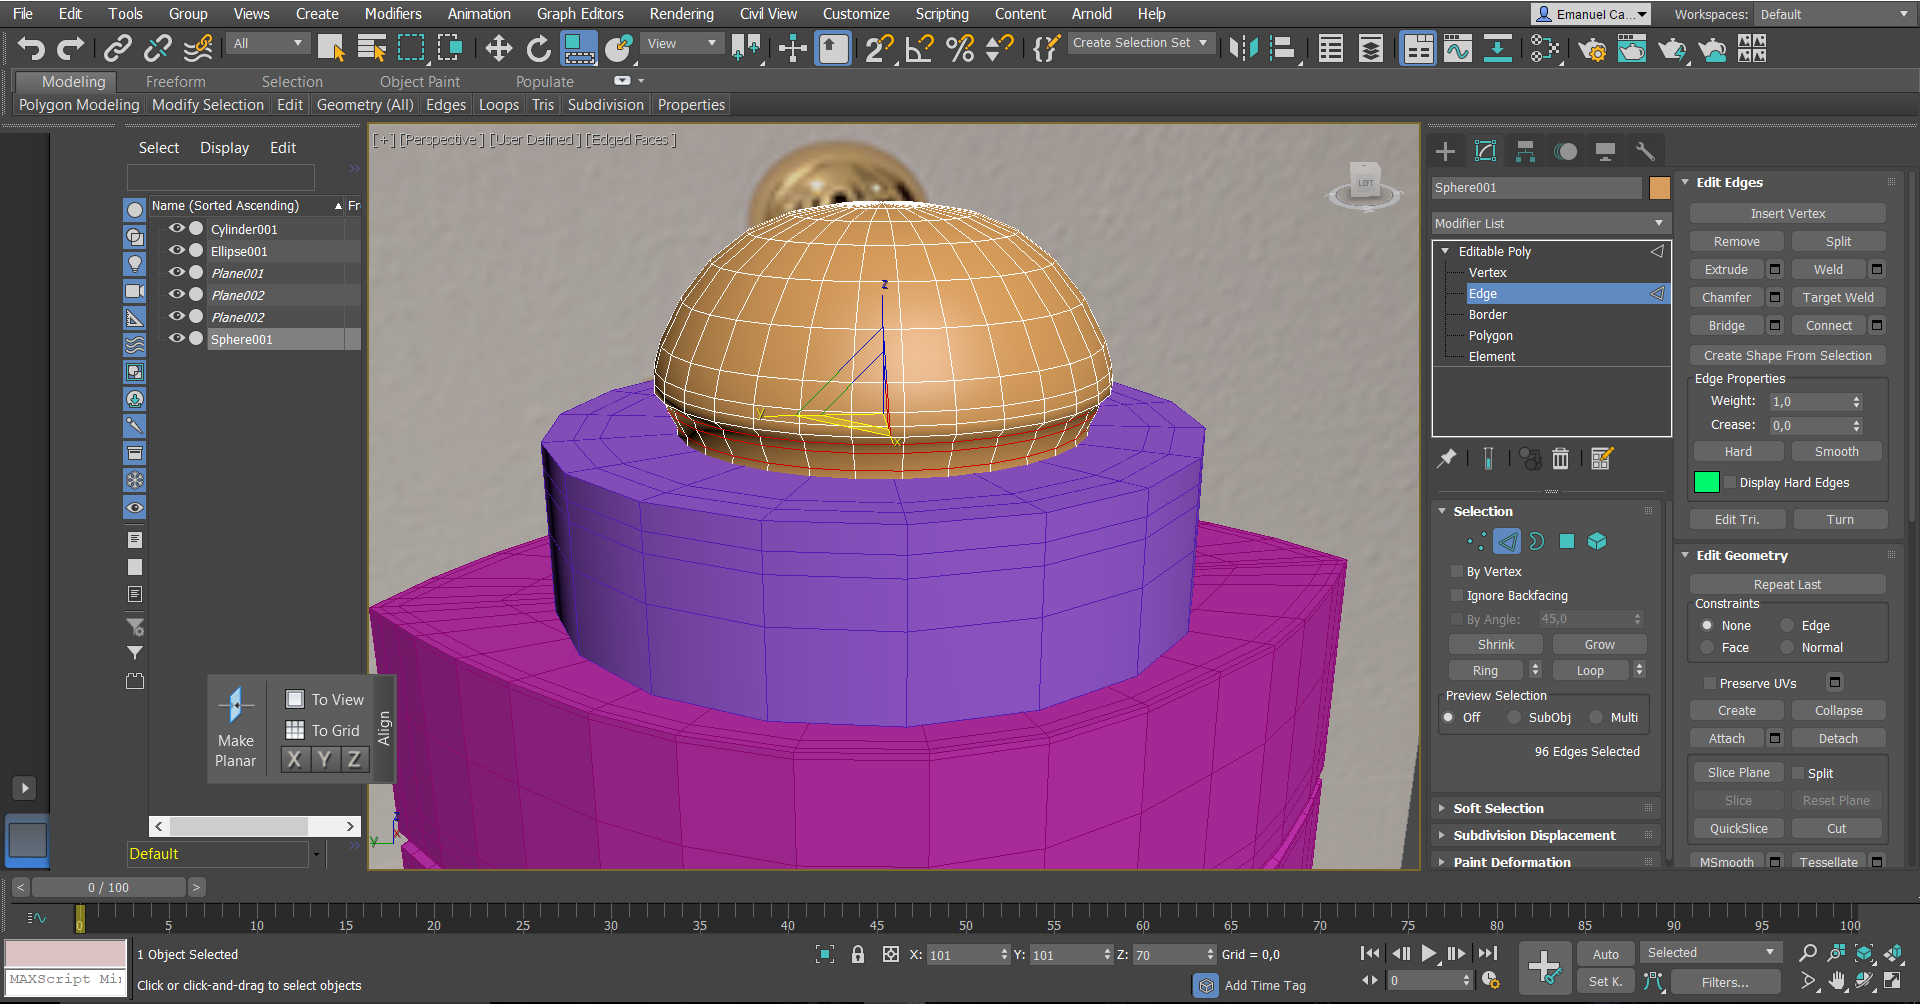 File Edit Tools Group Views Create Modifiers Animation Graph Editors Rendering Civil View Customize Scripting Content Arnold Help Emanuel Ca... Workspaces: Default
All View Create Selection Set
Modeling Freeform Selection Object Paint Populate
Polygon Modeling Modify Selection Edit Geometry (All) Edges Loops Tris Subdivision Properties
Select Display Edit
Name (Sorted Ascending) Fr
Cylinder001
Ellipse001
Plane001
Plane002
Plane002
Sphere001
Make Planar
To View
To Grid
X Y Z
Align
Default
[+] [Perspective] [User Defined] [Edged Faces]
LEFT
z
y
x
z
x
y
Sphere001
Modifier List
Editable Poly
Vertex
Edge
Border
Polygon
Element
Selection
By Vertex
Ignore Backfacing
By Angle: 45,0
Shrink Grow
Ring Loop
Preview Selection
Off SubObj Multi
96 Edges Selected
Soft Selection
Subdivision Displacement
Paint Deformation
Edit Edges
Insert Vertex
Remove Split
Extrude Weld
Chamfer Target Weld
Bridge Connect
Create Shape From Selection
Edge Properties
Weight: 1,0
Crease: 0,0
Hard Smooth
Display Hard Edges
Edit Tri. Turn
Edit Geometry
Repeat Last
Constraints
None Edge
Face Normal
Preserve UVs
Create Collapse
Attach Detach
Slice Plane Split
Slice Reset Plane
QuickSlice Cut
MSmooth Tessellate
< 0 / 100 >
0 5 10 15 20 25 30 35 40 45 50 55 60 65 70 75 80 85 90 95 100
1 Object Selected X: 101 Y: 101 Z: 70 Grid = 0,0 Auto Selected
MAXScript Mi Click or click-and-drag to select objects Add Time Tag 0 Set K. Filters...